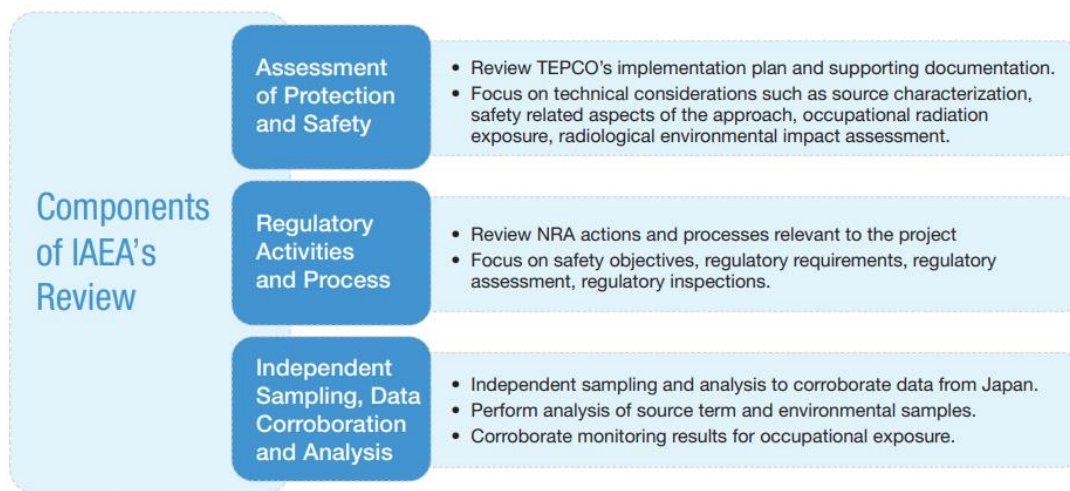 Components
of IAEA's
Review
Assessment
of Protection
and Safety
• Review TEPCO's implementation plan and supporting documentation.
• Focus on technical considerations such as source characterization,
safety related aspects of the approach, occupational radiation
exposure, radiological environmental impact assessment.
Regulatory
Activities
and Process
• Review NRA actions and processes relevant to the project
• Focus on safety objectives, regulatory requirements, regulatory
assessment, regulatory inspections.
Independent
Sampling, Data
Corroboration
and Analysis
• Independent sampling and analysis to corroborate data from Japan.
• Perform analysis of source term and environmental samples.
• Corroborate monitoring results for occupational exposure.